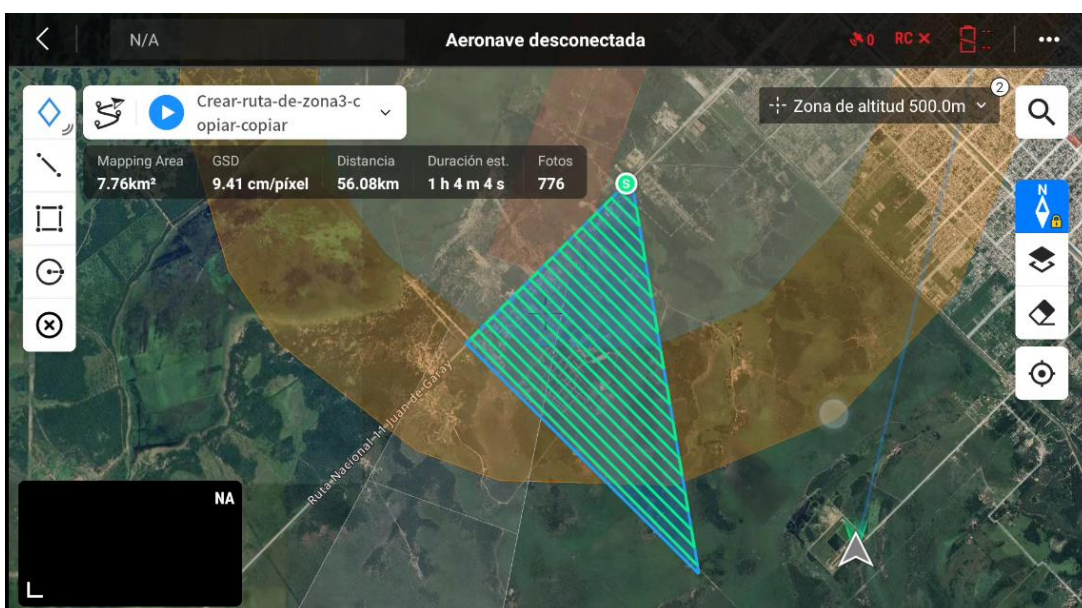 N/A
Aeronave desconectada
0
RC
Crear-ruta-de-zona3-c
opiar-copiar
Zona de altitud 500.0m
2
Mapping Area
7.76km²
GSD
9.41 cm/píxel
Distancia
56.08km
Duración est.
1 h 4 m 4 s
Fotos
776
S
N
Ruta-Nacional-11-Juan-de-Garay
NA